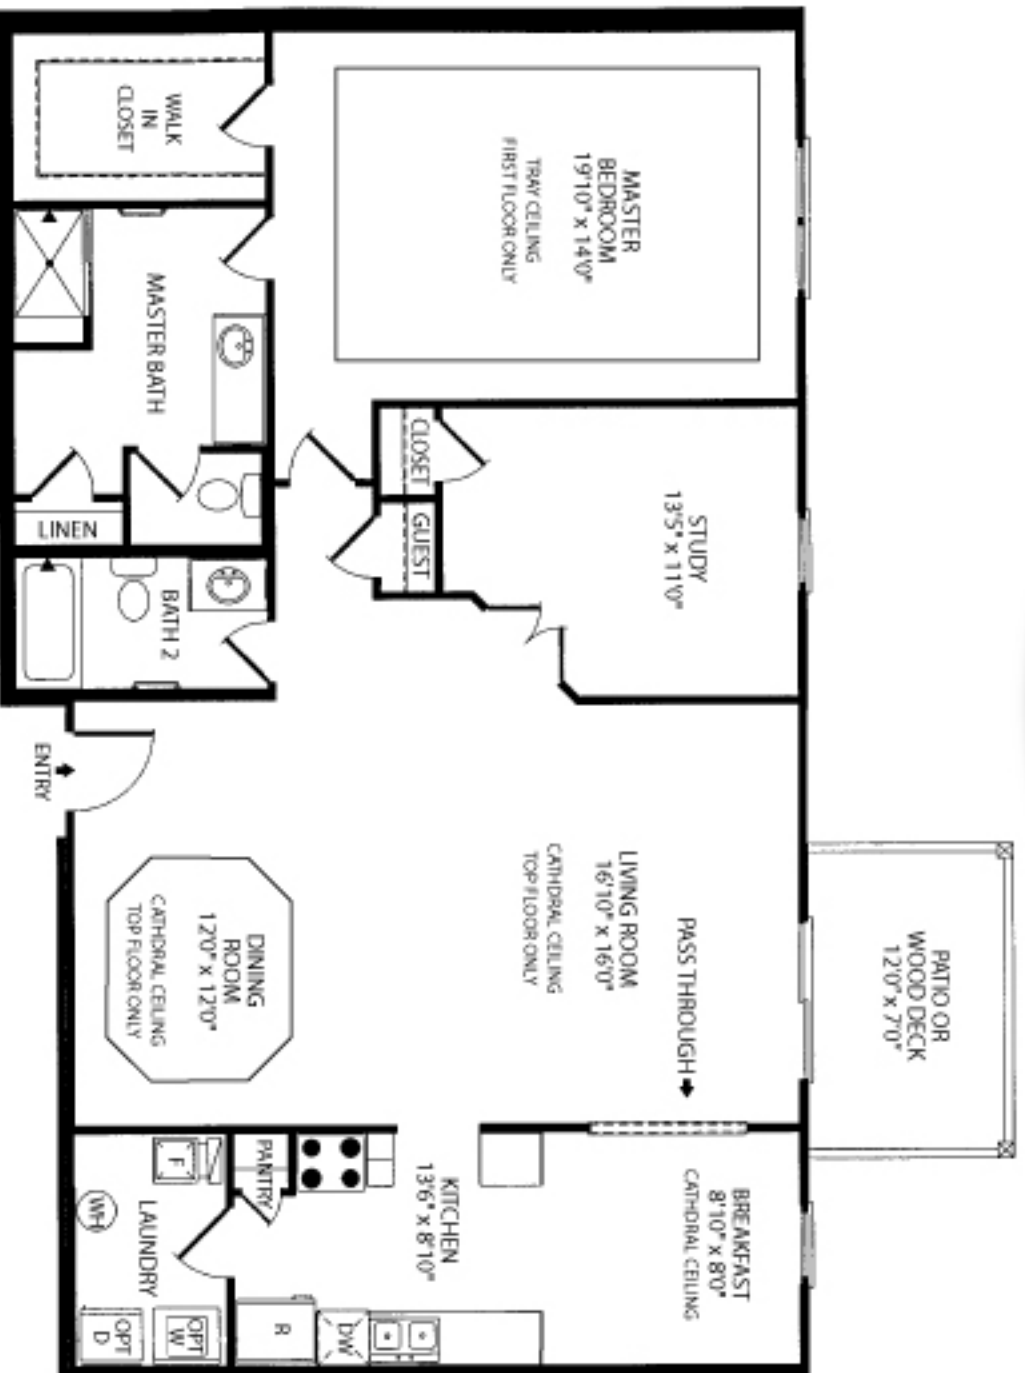 WALK
IN
CLOSET
MASTER
BEDROOM
19'10" x 14'0"
TRAY CEILING
FIRST FLOOR ONLY
MASTER BATH
LINEN
CLOSET
GUEST
STUDY
13'5" x 11'0"
BATH 2
ENTRY
LIVING ROOM
16'10" x 16'0"
CATHDRAL CEILING
TOP FLOOR ONLY
PASS THROUGH
PATIO OR
WOOD DECK
12'0" x 7'0"
DINING
ROOM
12'0" x 12'0"
CATHDRAL CEILING
TOP FLOOR ONLY
F
PANTRY
WH
LAUNDRY
OPT
D
OPT
W
KITCHEN
13'6" x 8'10"
R
DW
BREAKFAST
8'10" x 8'0"
CATHDRAL CEILING